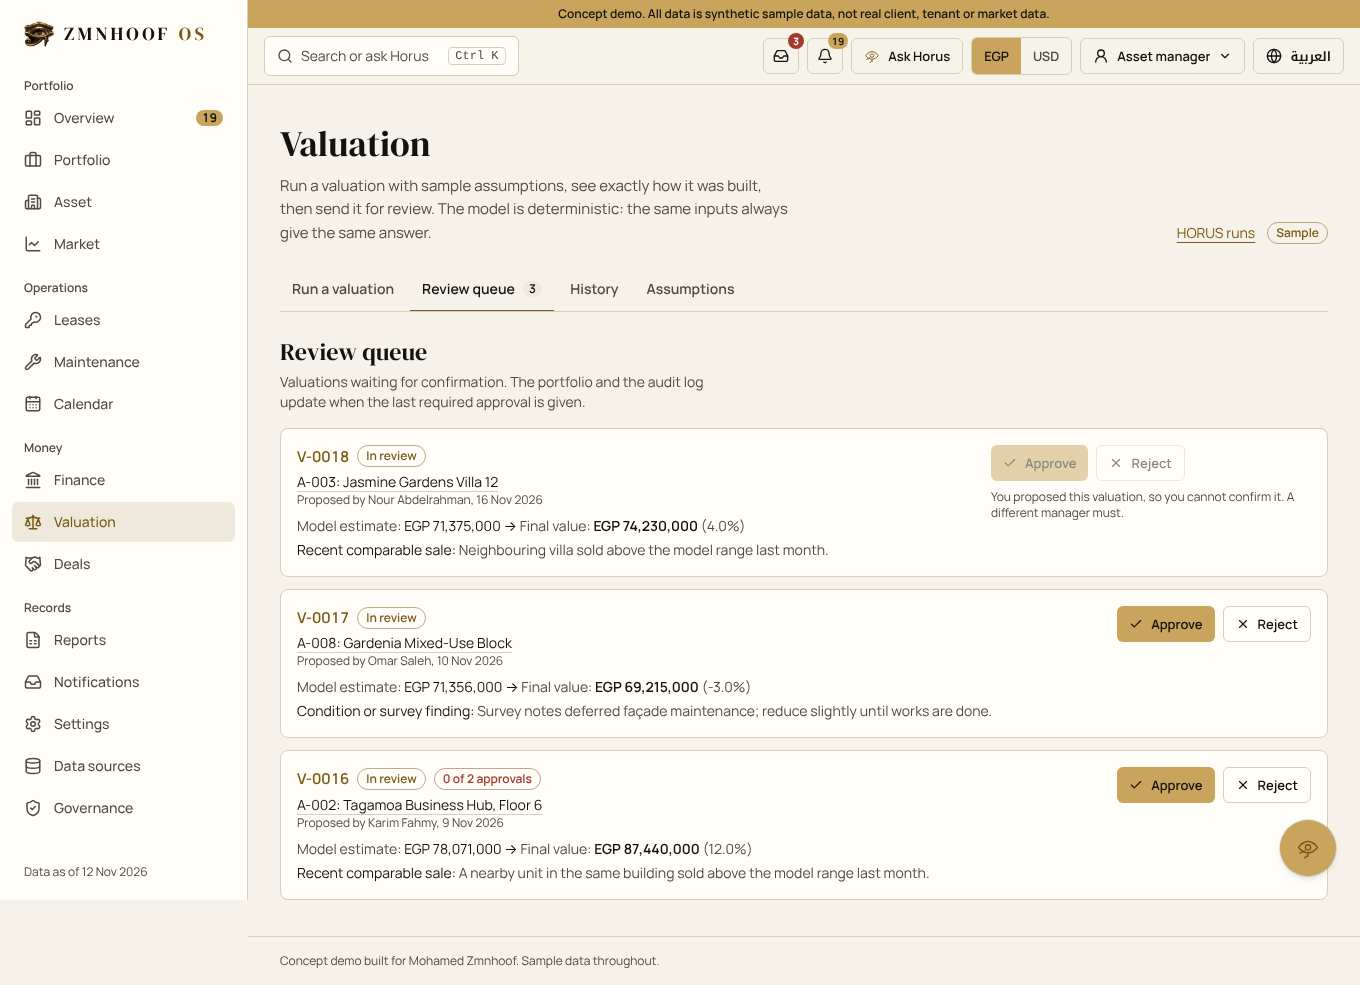 Concept demo. All data is synthetic sample data, not real client, tenant or market data.
ZMNHOOF OS
Search or ask Horus
Ctrl K
3
19
Ask Horus
EGP
USD
Asset manager
العربية
Portfolio
Overview
19
Portfolio
Asset
Market
Operations
Leases
Maintenance
Calendar
Money
Finance
Valuation
Deals
Records
Reports
Notifications
Settings
Data sources
Governance
Data as of 12 Nov 2026
Valuation
Run a valuation with sample assumptions, see exactly how it was built,
then send it for review. The model is deterministic: the same inputs always
give the same answer.
HORUS runs
Sample
Run a valuation
Review queue 3
History
Assumptions
Review queue
Valuations waiting for confirmation. The portfolio and the audit log
update when the last required approval is given.
V-0018 In review
A-003: Jasmine Gardens Villa 12
Proposed by Nour Abdelrahman, 16 Nov 2026
Model estimate: EGP 71,375,000 → Final value: EGP 74,230,000 (4.0%)
Recent comparable sale: Neighbouring villa sold above the model range last month.
Approve
Reject
You proposed this valuation, so you cannot confirm it. A
different manager must.
V-0017 In review
A-008: Gardenia Mixed-Use Block
Proposed by Omar Saleh, 10 Nov 2026
Model estimate: EGP 71,356,000 → Final value: EGP 69,215,000 (-3.0%)
Condition or survey finding: Survey notes deferred façade maintenance; reduce slightly until works are done.
Approve
Reject
V-0016 In review 0 of 2 approvals
A-002: Tagamoa Business Hub, Floor 6
Proposed by Karim Fahmy, 9 Nov 2026
Model estimate: EGP 78,071,000 → Final value: EGP 87,440,000 (12.0%)
Recent comparable sale: A nearby unit in the same building sold above the model range last month.
Approve
Reject
Concept demo built for Mohamed Zmnhoof. Sample data throughout.